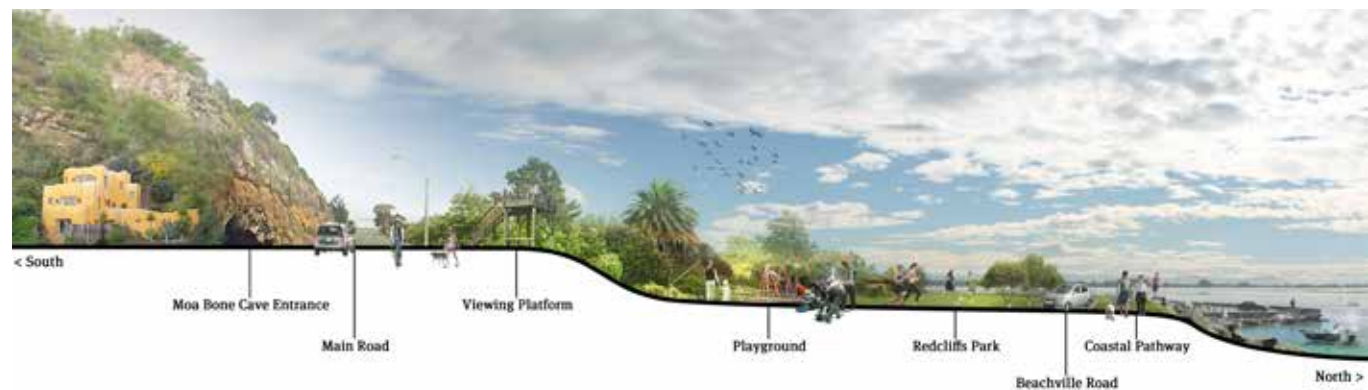 < South
Moa Bone Cave Entrance
Viewing Platform
Main Road
Playground
Redcliffs Park
Coastal Pathway
Beachville Road
North >